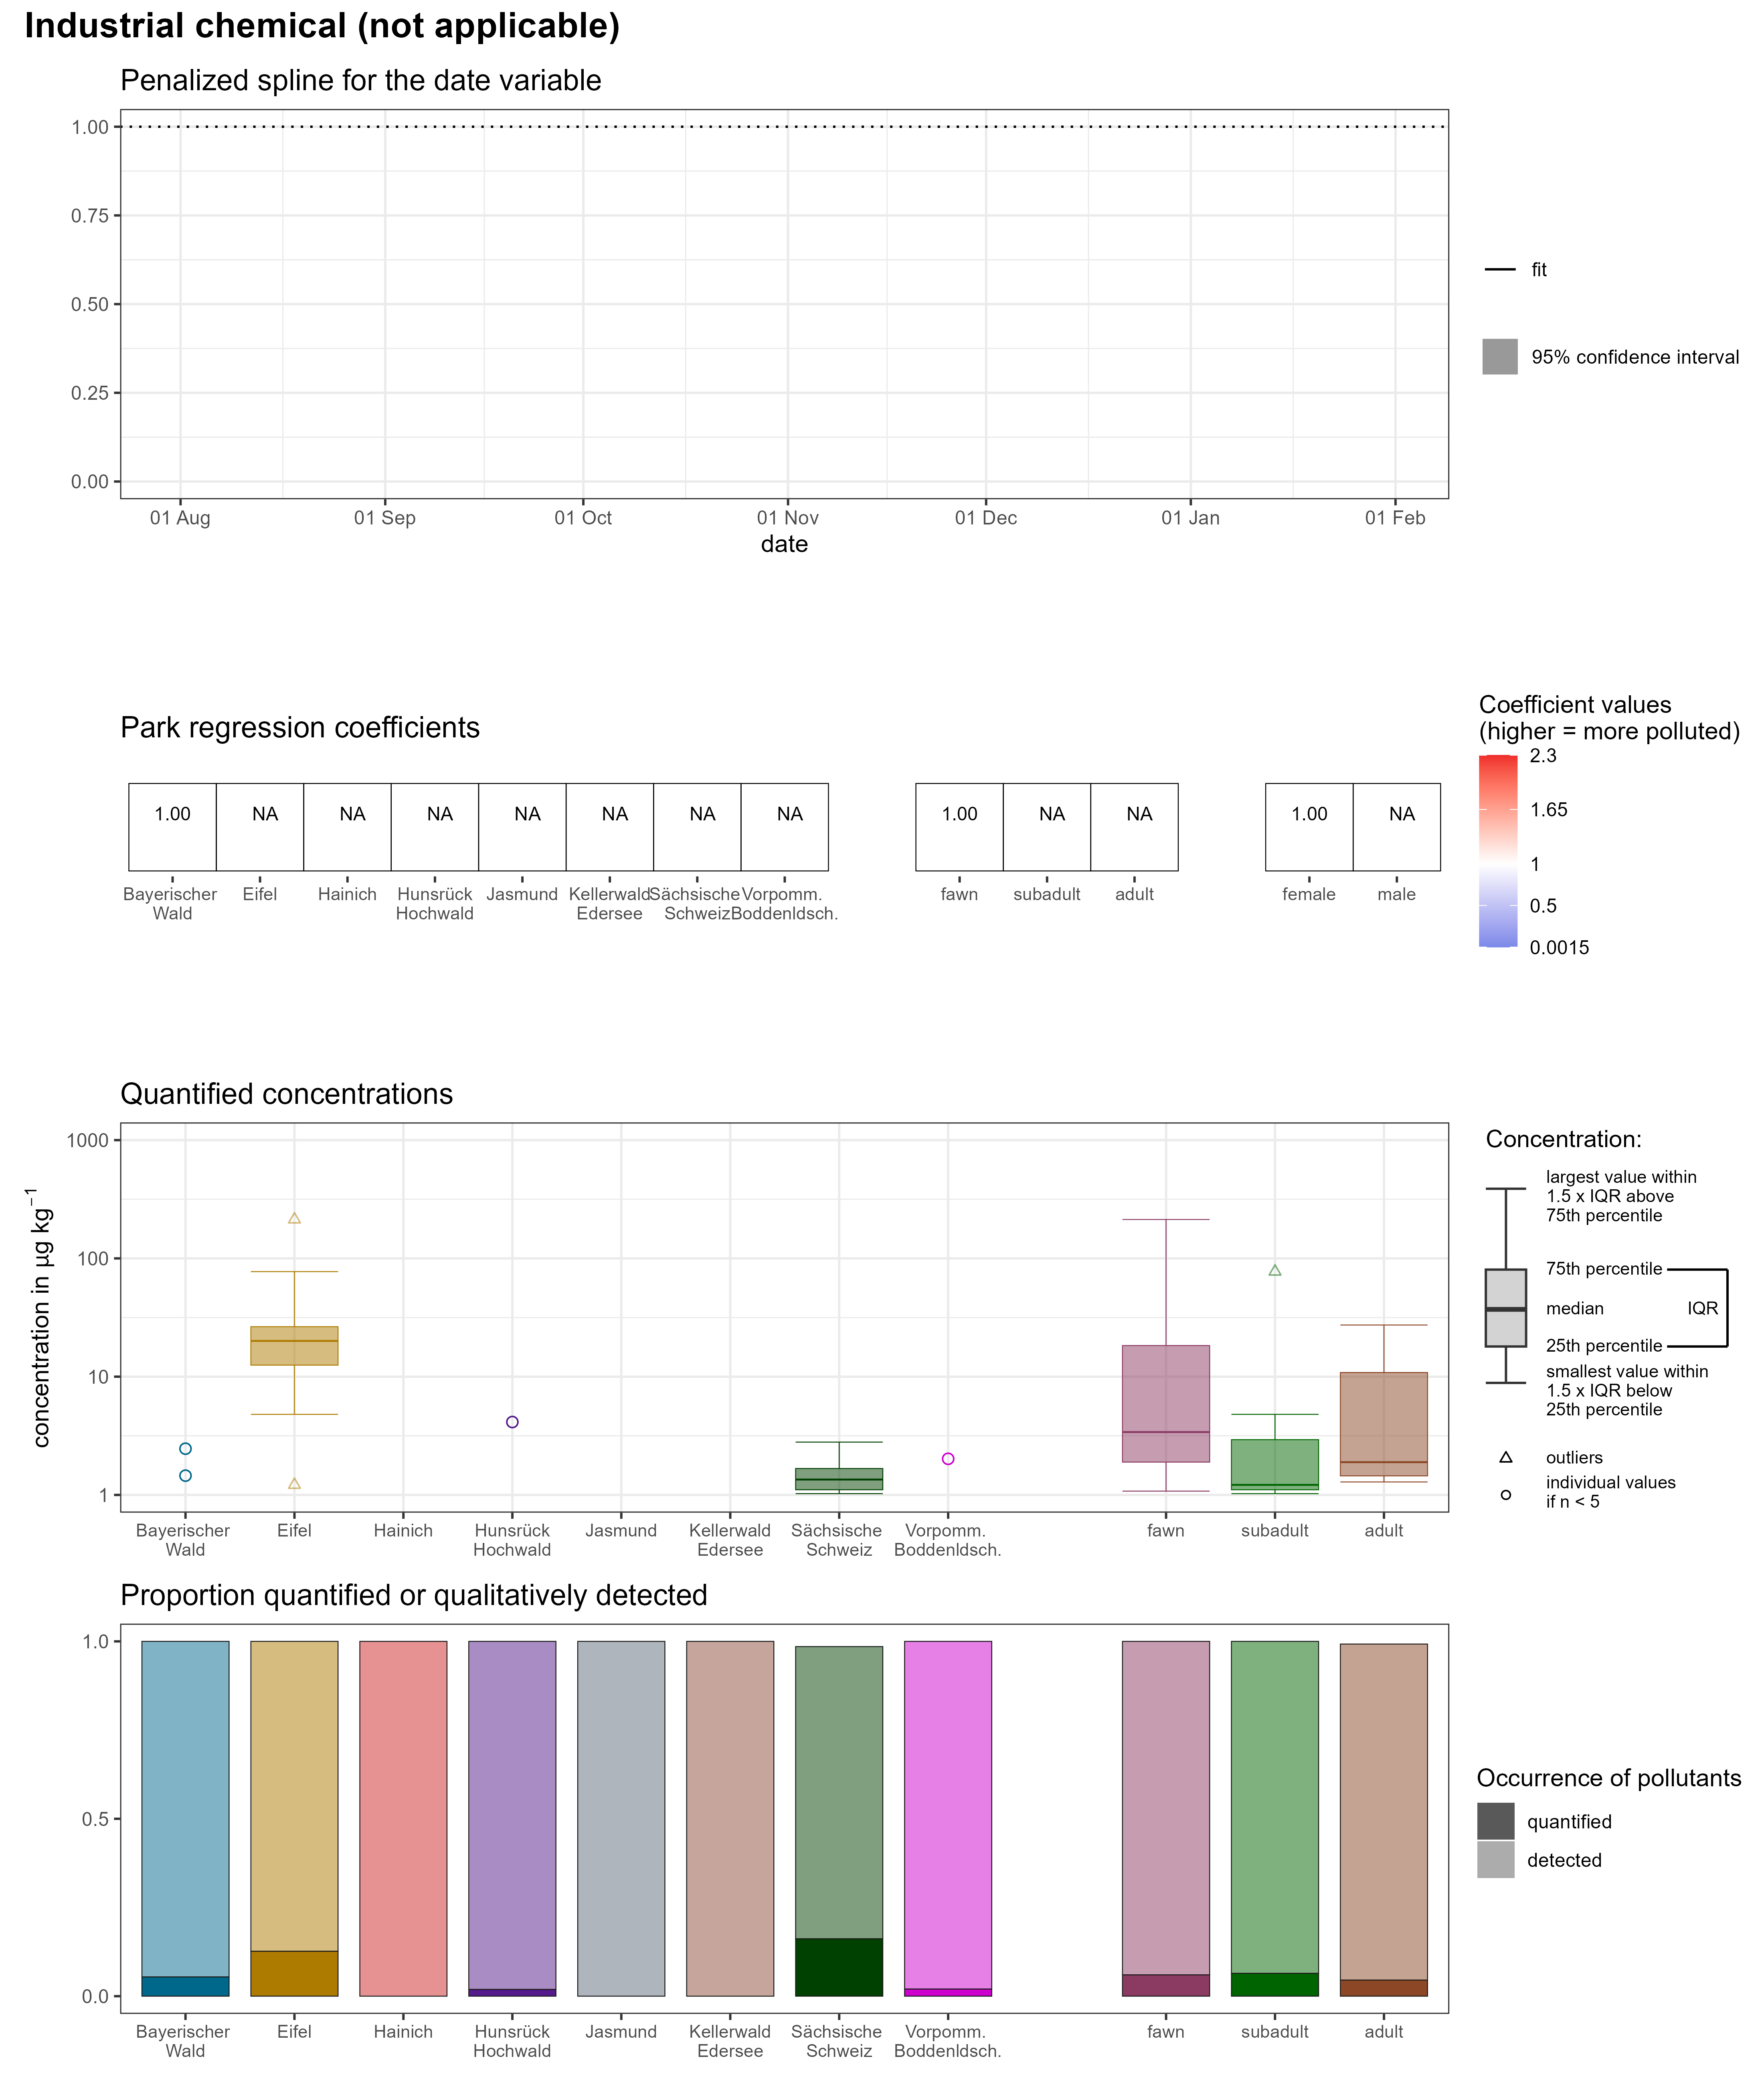 Industrial chemical (not applicable)
Penalized spline for the date variable
1.00
0.75
0.50
0.25
0.00
01 Aug 01 Sep 01 Oct 01 Nov 01 Dec 01 Jan 01 Feb
date
fit
95% confidence interval
Park regression coefficients
1.00 NA NA NA NA NA NA NA 1.00 NA NA 1.00 NA
Bayerischer Eifel Hainich Hunsrück Jasmund Kellerwald Sächsische Vorpomm. fawn subadult adult female male
Wald Hochwald Edersee Schweiz Boddenldsch.
Coefficient values
(higher = more polluted)
2.3
1.65
1
0.5
0.0015
Quantified concentrations
concentration in µg kg⁻¹
1000
100
10
1
Bayerischer Eifel Hainich Hunsrück Jasmund Kellerwald Sächsische Vorpomm. fawn subadult adult
Wald Hochwald Edersee Schweiz Boddenldsch.
Concentration:
largest value within
1.5 x IQR above
75th percentile
75th percentile
median IQR
25th percentile
smallest value within
1.5 x IQR below
25th percentile
outliers
individual values
if n < 5
Proportion quantified or qualitatively detected
1.0
0.5
0.0
Bayerischer Eifel Hainich Hunsrück Jasmund Kellerwald Sächsische Vorpomm. fawn subadult adult
Wald Hochwald Edersee Schweiz Boddenldsch.
Occurrence of pollutants
quantified
detected